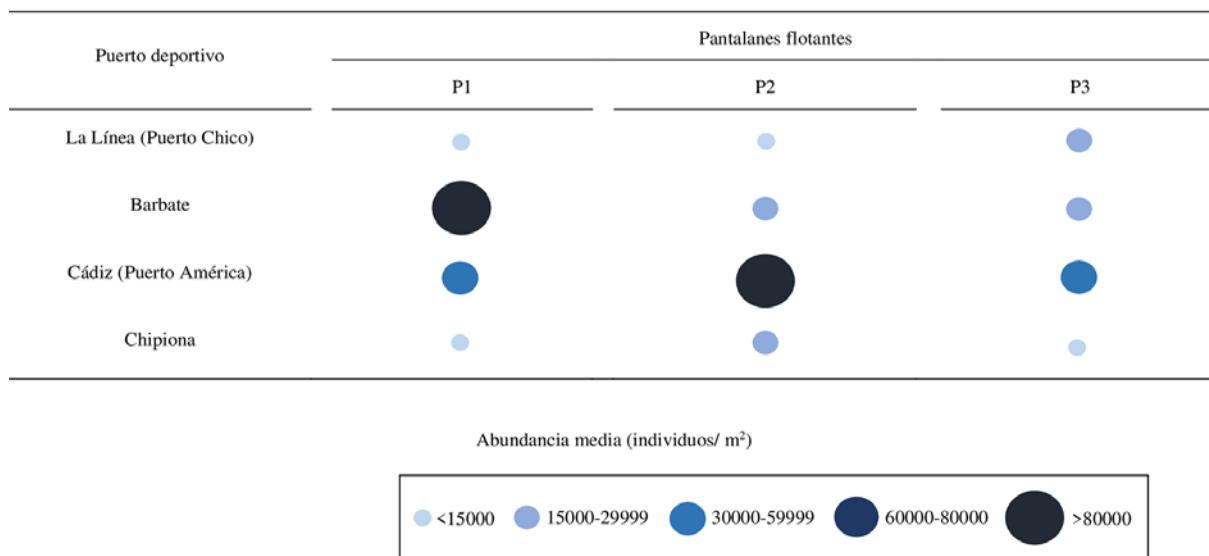 Puerto deportivo
Pantalanes flotantes
P1 P2 P3
La Línea (Puerto Chico)
Barbate
Cádiz (Puerto América)
Chipiona
Abundancia media (individuos/ m²)
<15000 15000-29999 30000-59999 60000-80000 >80000